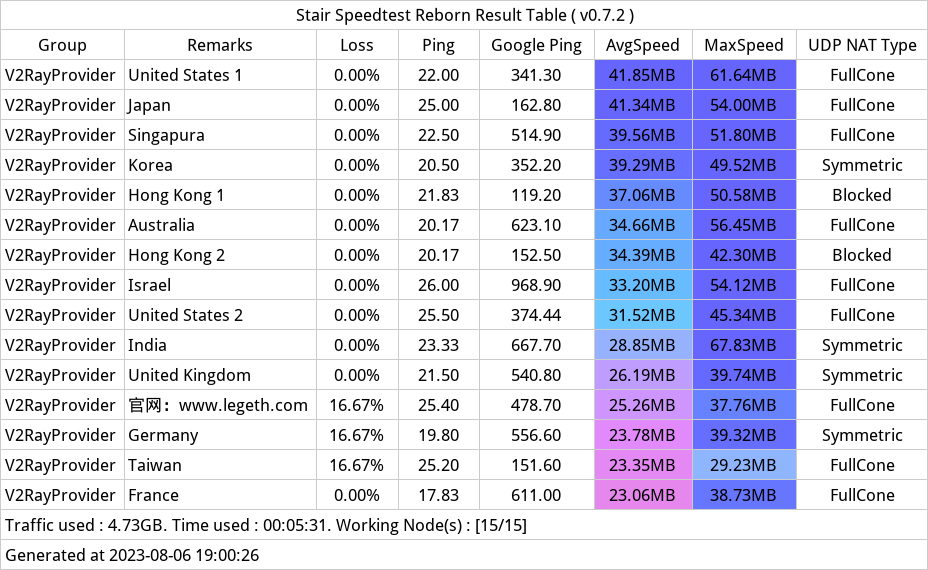 Stair Speedtest Reborn Result Table ( v0.7.2 )
Group Remarks Loss Ping Google Ping AvgSpeed MaxSpeed UDP NAT Type
V2RayProvider United States 1 0.00% 22.00 341.30 41.85MB 61.64MB FullCone
V2RayProvider Japan 0.00% 25.00 162.80 41.34MB 54.00MB FullCone
V2RayProvider Singapura 0.00% 22.50 514.90 39.56MB 51.80MB FullCone
V2RayProvider Korea 0.00% 20.50 352.20 39.29MB 49.52MB Symmetric
V2RayProvider Hong Kong 1 0.00% 21.83 119.20 37.06MB 50.58MB Blocked
V2RayProvider Australia 0.00% 20.17 623.10 34.66MB 56.45MB FullCone
V2RayProvider Hong Kong 2 0.00% 20.17 152.50 34.39MB 42.30MB Blocked
V2RayProvider Israel 0.00% 26.00 968.90 33.20MB 54.12MB FullCone
V2RayProvider United States 2 0.00% 25.50 374.44 31.52MB 45.34MB FullCone
V2RayProvider India 0.00% 23.33 667.70 28.85MB 67.83MB Symmetric
V2RayProvider United Kingdom 0.00% 21.50 540.80 26.19MB 39.74MB Symmetric
V2RayProvider 官网：www.legeth.com 16.67% 25.40 478.70 25.26MB 37.76MB FullCone
V2RayProvider Germany 16.67% 19.80 556.60 23.78MB 39.32MB Symmetric
V2RayProvider Taiwan 16.67% 25.20 151.60 23.35MB 29.23MB FullCone
V2RayProvider France 0.00% 17.83 611.00 23.06MB 38.73MB FullCone
Traffic used : 4.73GB. Time used : 00:05:31. Working Node(s) : [15/15]
Generated at 2023-08-06 19:00:26